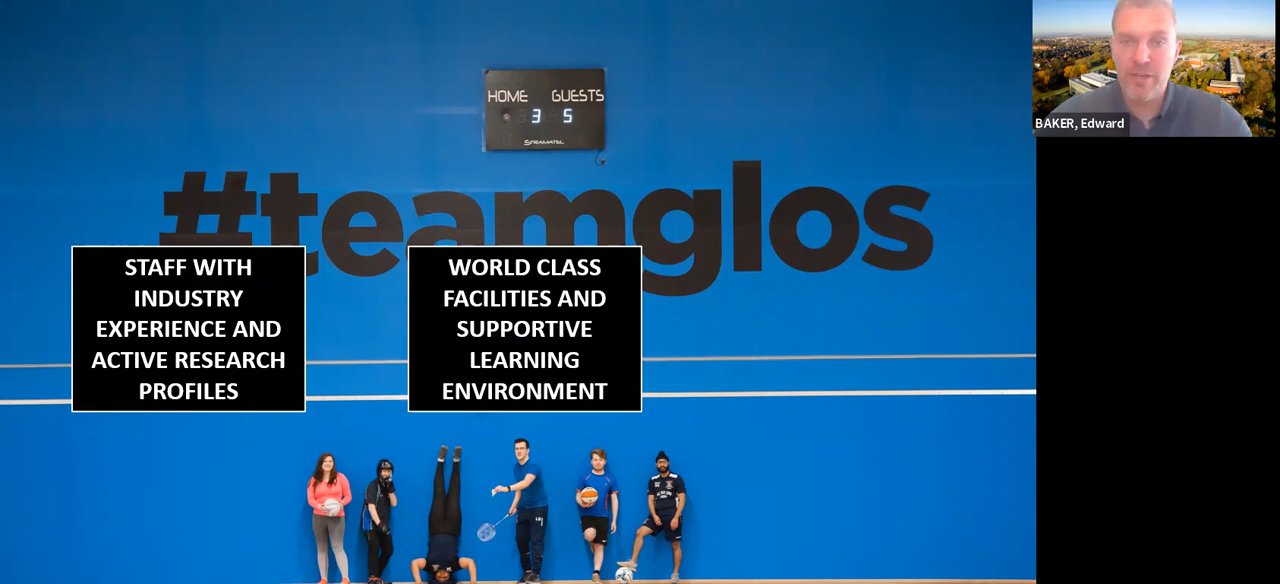 HOME GUESTS
3 5
STRAMATEL
#teamglos
STAFF WITH
INDUSTRY
EXPERIENCE AND
ACTIVE RESEARCH
PROFILES
WORLD CLASS
FACILITIES AND
SUPPORTIVE
LEARNING
ENVIRONMENT
BAKER, Edward